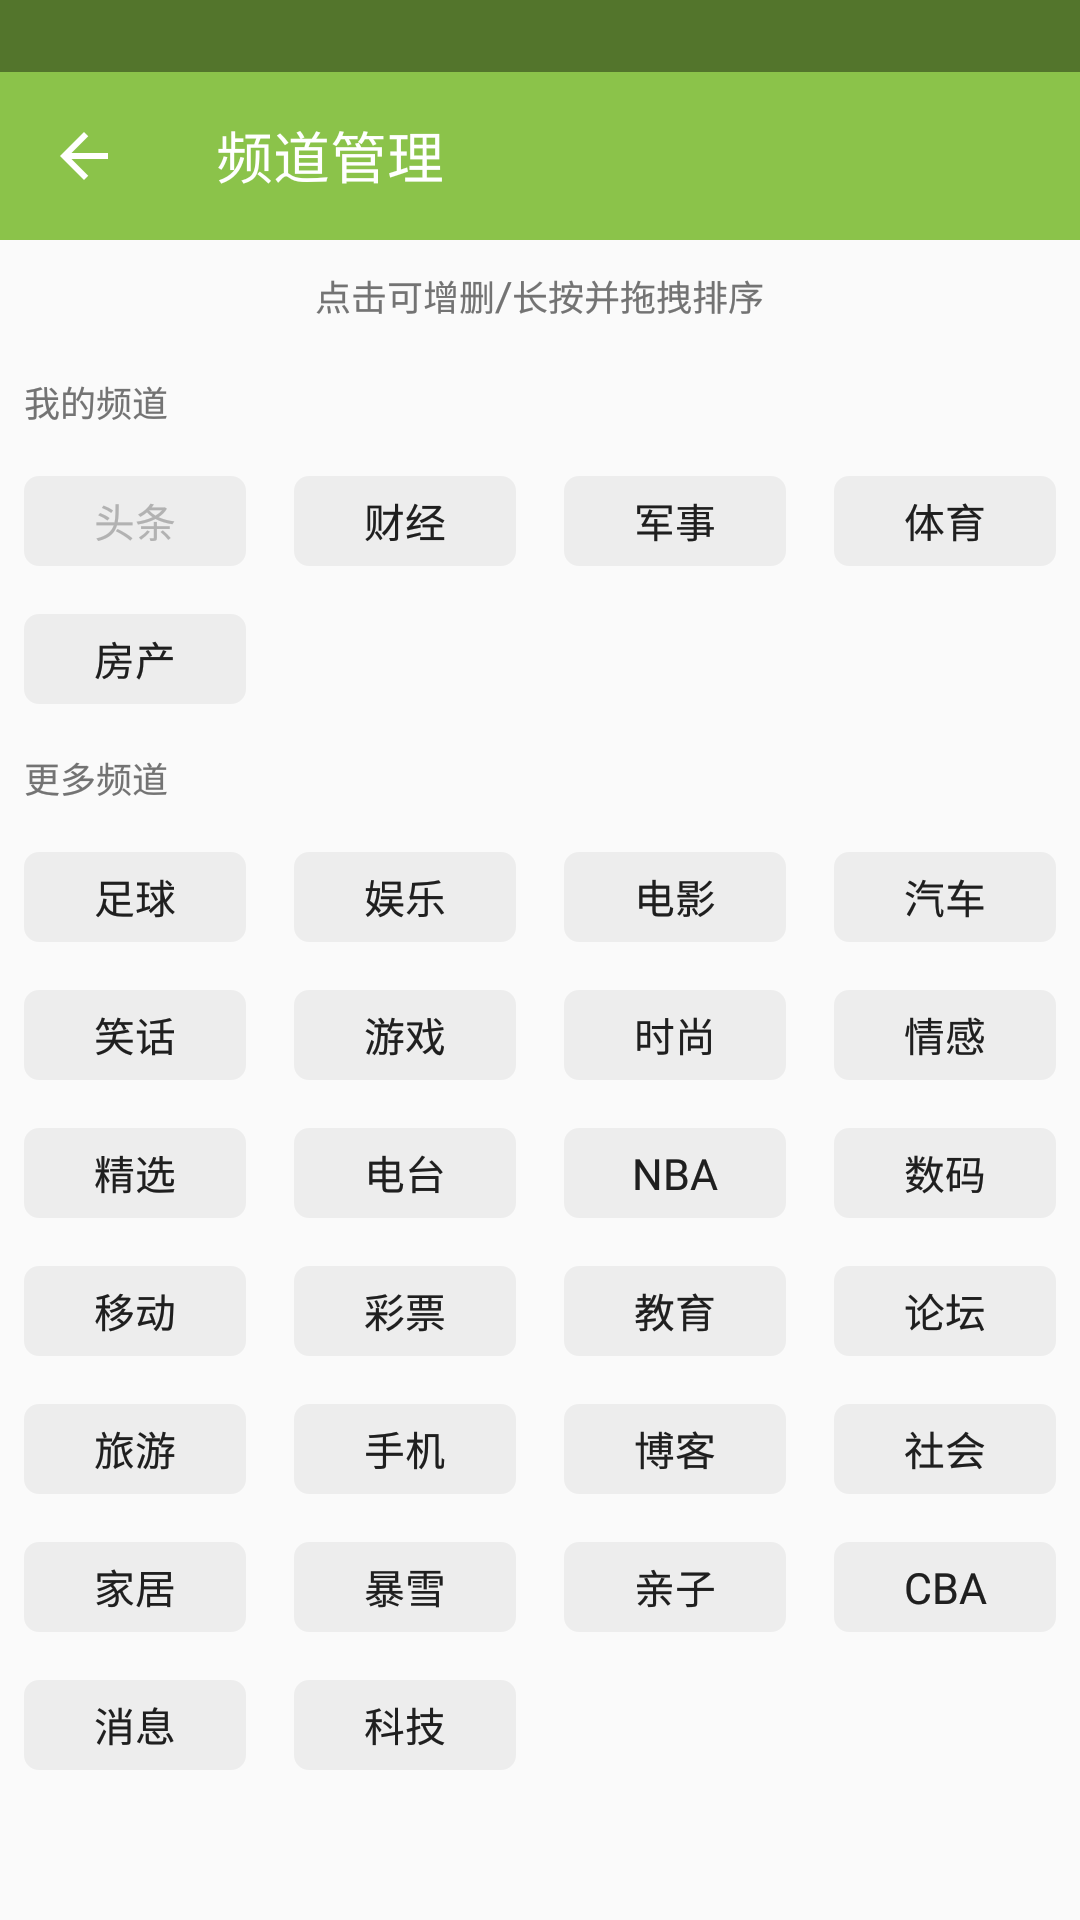 频道管理
点击可增删/长按并拖拽排序
我的频道
头条 财经 军事 体育
房产
更多频道
足球 娱乐 电影 汽车
笑话 游戏 时尚 情感
精选 电台 NBA 数码
移动 彩票 教育 论坛
旅游 手机 博客 社会
家居 暴雪 亲子 CBA
消息 科技